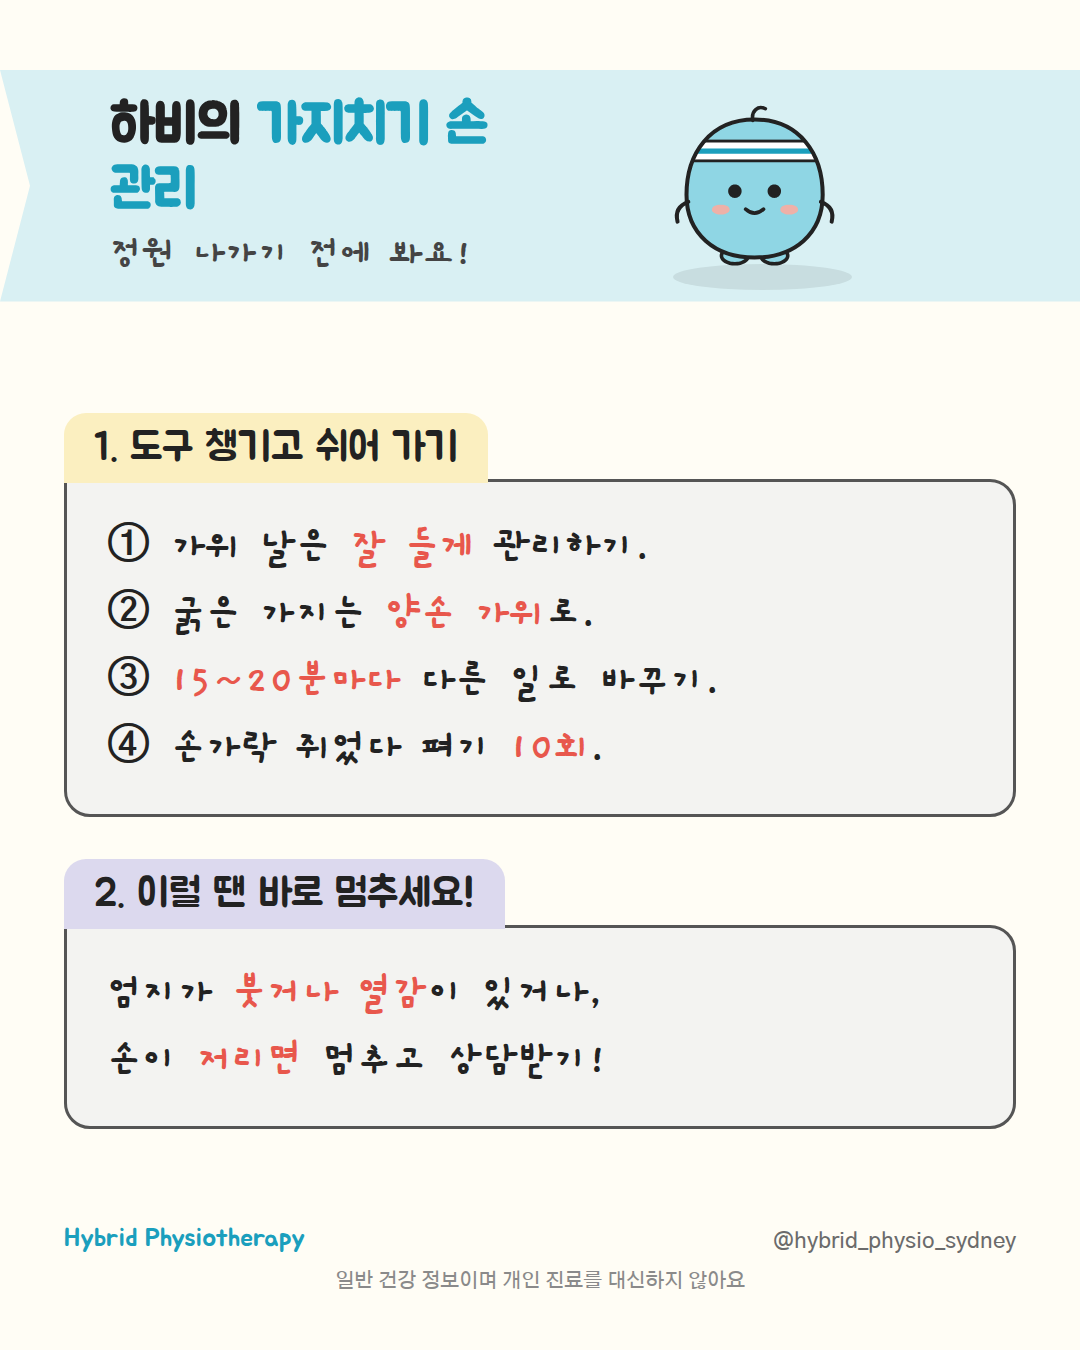 하비의 가지치기 손
관리
정원 나가기 전에 봐요!
1. 도구 챙기고 쉬어 가기
① 가위 날은 잘 들게 관리하기.
② 굵은 가지는 양손 가위로.
③ 15~20분마다 다른 일로 바꾸기.
④ 손가락 쥐었다 펴기 10회.
2. 이럴 땐 바로 멈추세요!
엄지가 붓거나 열감이 있거나,
손이 저리면 멈추고 상담받기!
Hybrid Physiotherapy
@hybrid_physio_sydney
일반 건강 정보이며 개인 진료를 대신하지 않아요